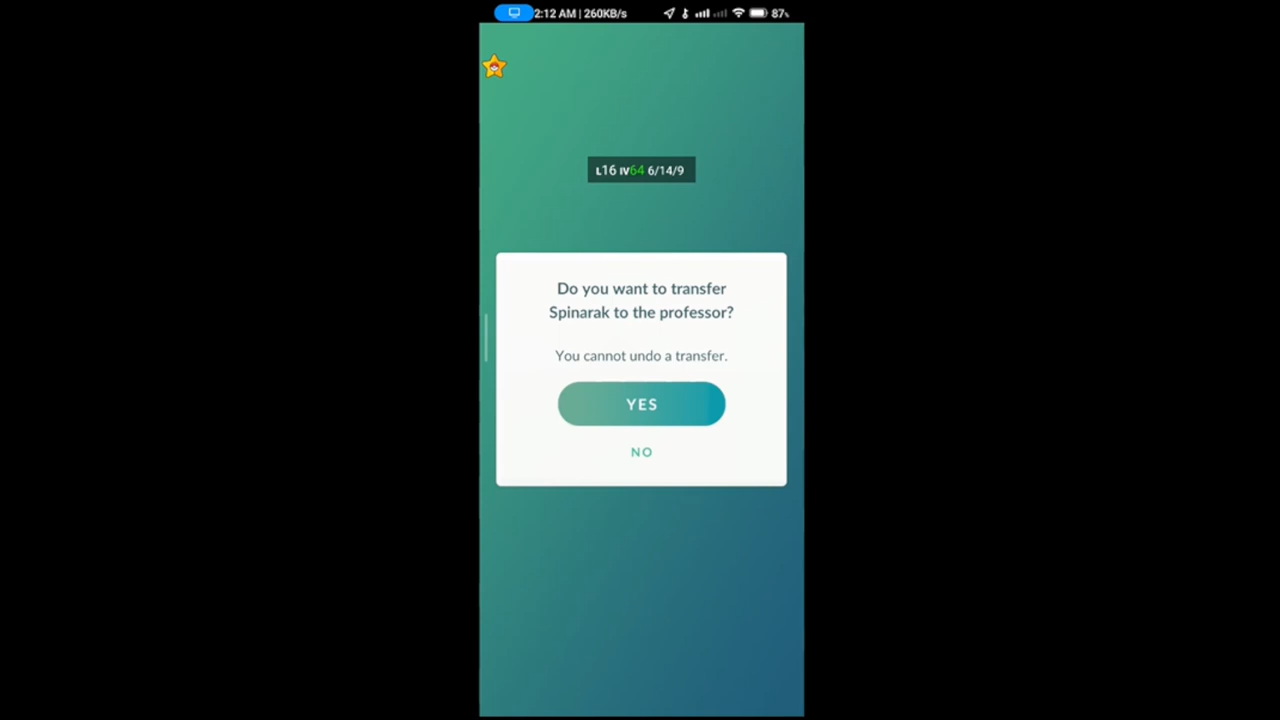 2:12 AM | 260KB/s 87%
L16 IV64 6/14/9
Do you want to transfer
Spinarak to the professor?
You cannot undo a transfer.
YES
NO